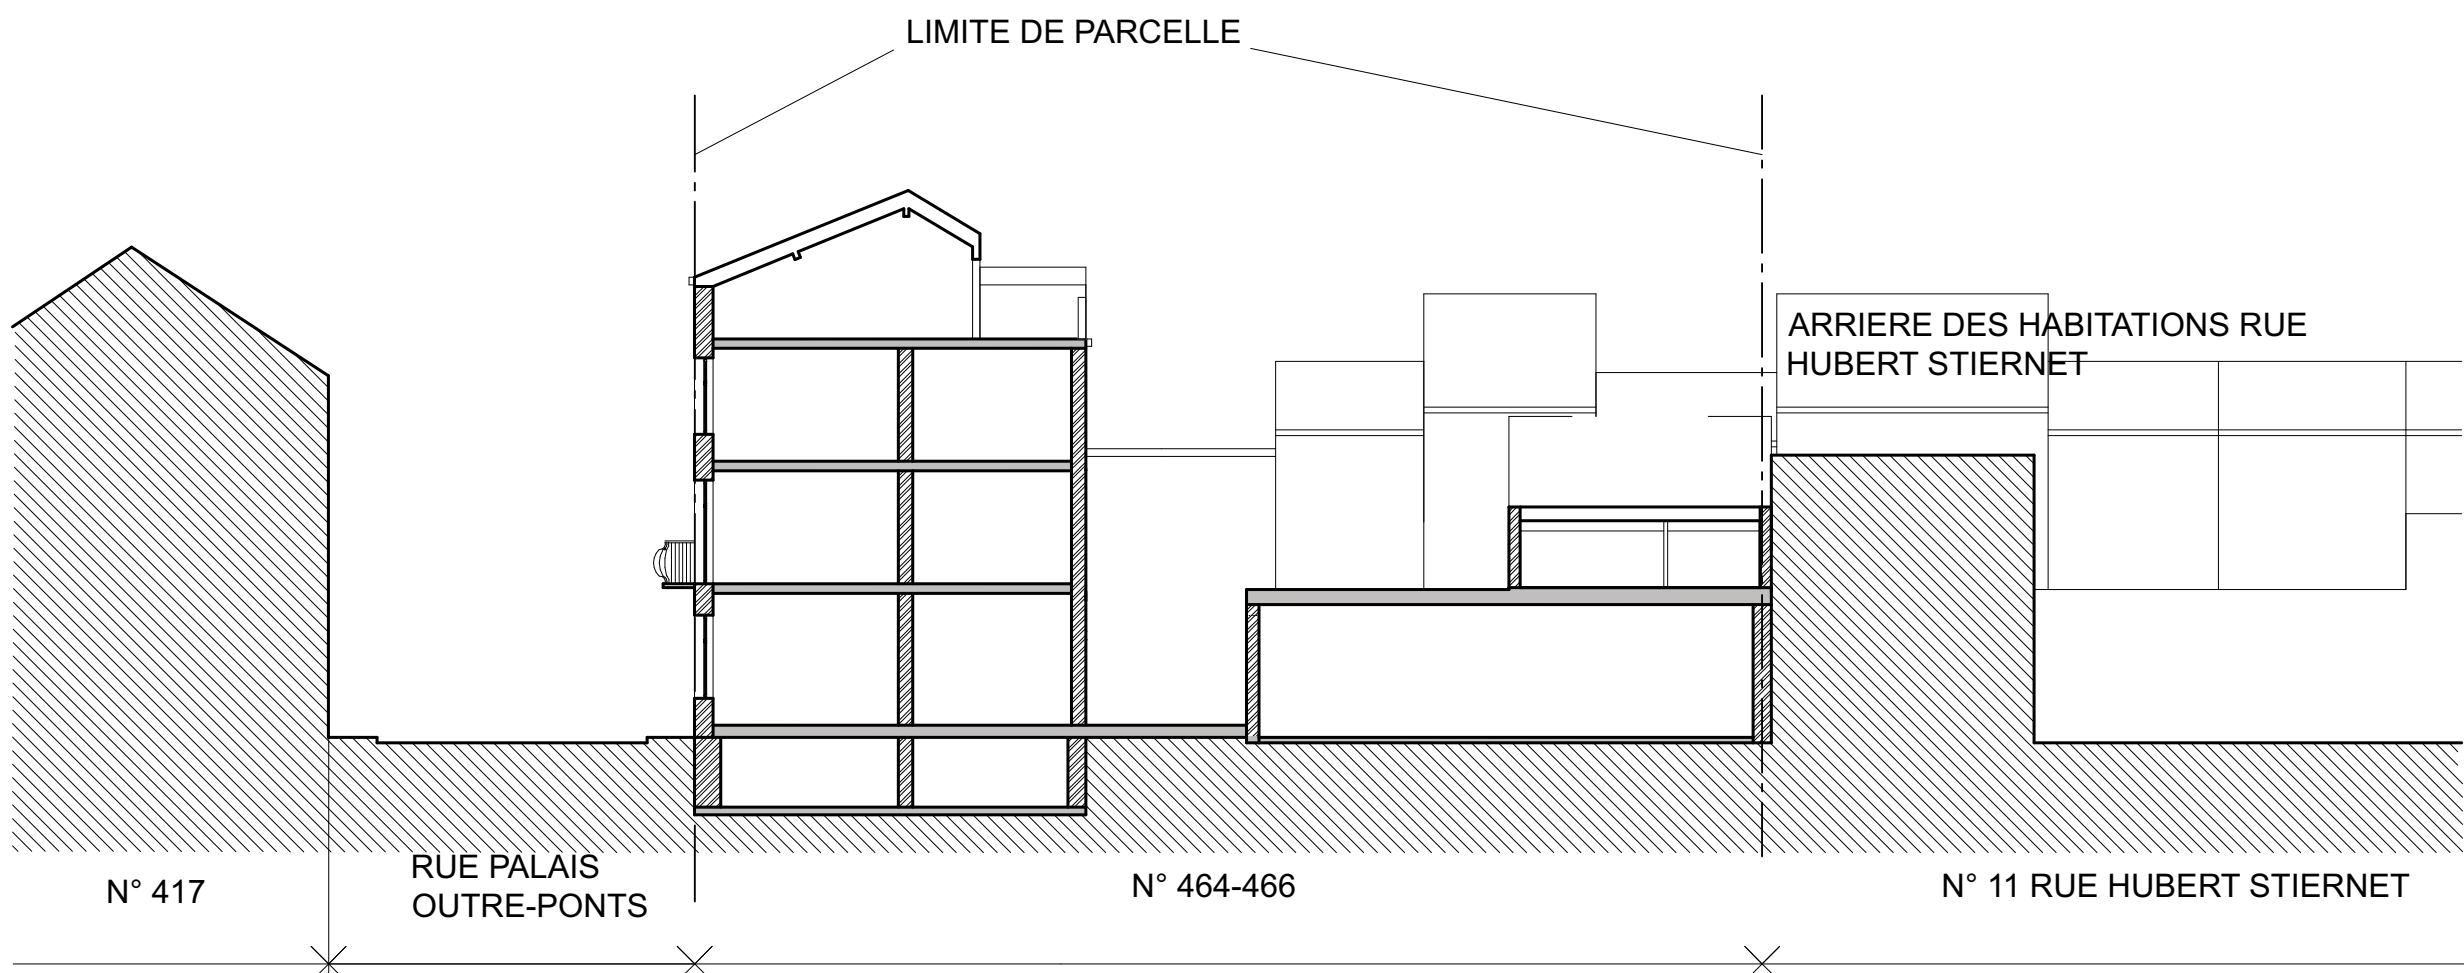 LIMITE DE PARCELLE
ARRIERE DES HABITATIONS RUE
HUBERT STIERNET
N° 417
RUE PALAIS
OUTRE-PONTS
N° 464-466
N° 11 RUE HUBERT STIERNET